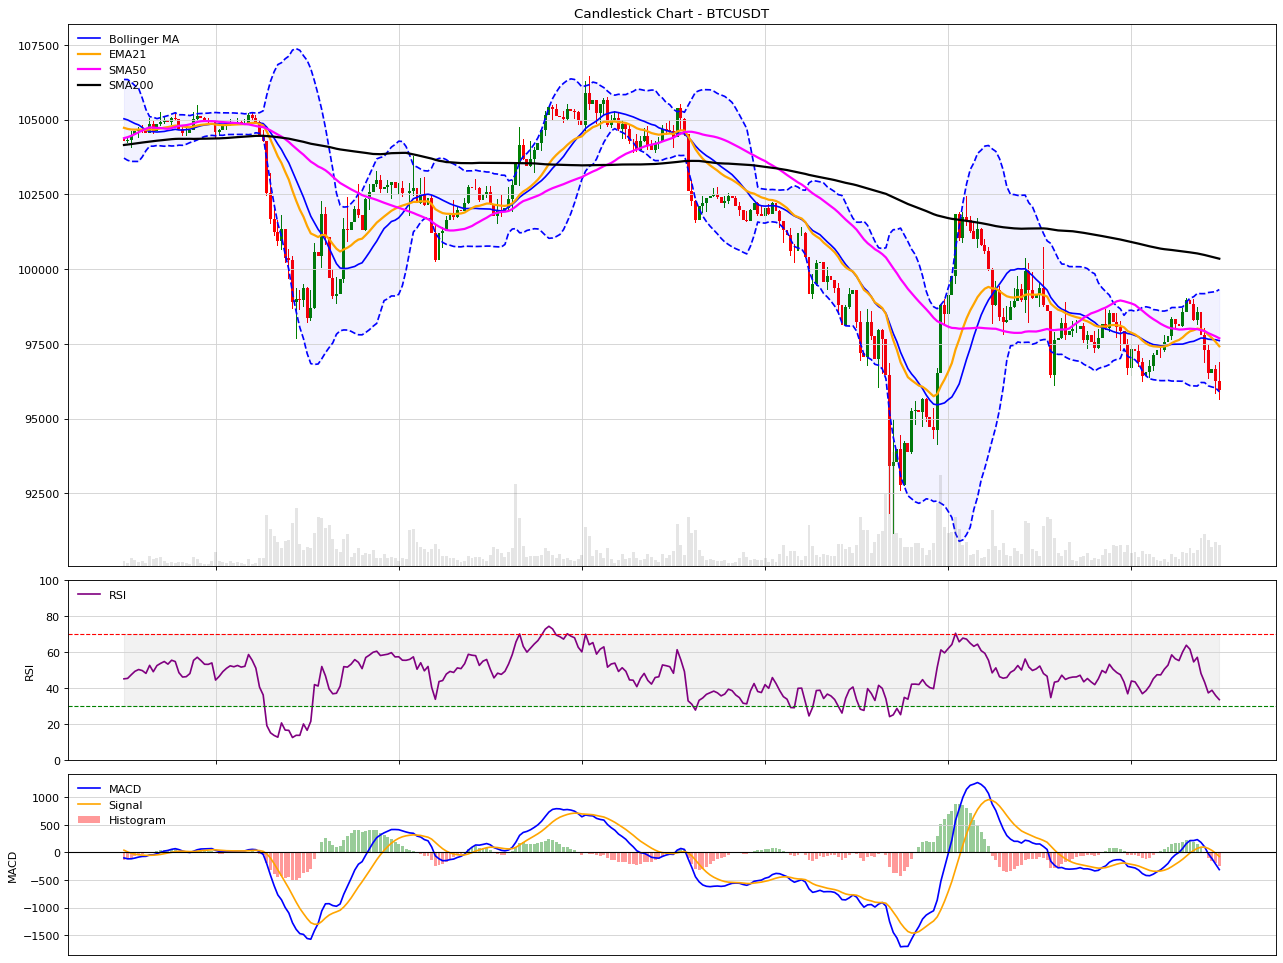 Candlestick Chart - BTCUSDT
Bollinger MA
EMA21
SMA50
SMA200
107500
105000
102500
100000
97500
95000
92500
RSI
100
80
60
40
20
0
RSI
MACD
Signal
Histogram
1000
500
0
−500
−1000
−1500
MACD